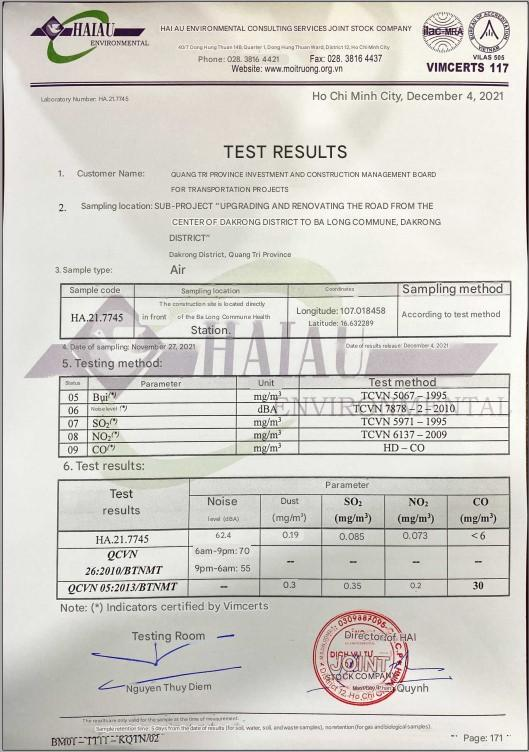 HAIAU
ENVIRONMENTAL
HAI AU ENVIRONMENTAL CONSULTING SERVICES JOINT STOCK COMPANY
40/7 Dong Hung Thuan 14B, Quarter 1, Dong Hung Thuan Ward, District 12, Ho Chi Minh City
Phone: 028. 3816 4421 Fax: 028. 3816 4437
Website: www.moitruong.org.vn
ilac-MRA
BUREAU OF ACCREDITATION
VIETNAM
VILAS 505
VIMCERTS 117
Laboratory Number: HA.21.7745
Ho Chi Minh City, December 4, 2021
TEST RESULTS
1. Customer Name: QUANG TRI PROVINCE INVESTMENT AND CONSTRUCTION MANAGEMENT BOARD
FOR TRANSPORTATION PROJECTS
2. Sampling location: SUB-PROJECT "UPGRADING AND RENOVATING THE ROAD FROM THE
CENTER OF DAKRONG DISTRICT TO BA LONG COMMUNE, DAKRONG
DISTRICT"
Dakrong District, Quang Tri Province
3. Sample type: Air
Sample code Sampling location Coordinates Sampling method
HA.21.7745 The construction site is located directly
in front of the Ba Long Commune Health
Station.
Longitude: 107.018458
Latitude: 16.632289
According to test method
4. Date of sampling: November 27, 2021 Date of results release: December 4, 2021
HAIAU
ENVIRONMENTAL
5. Testing method:
Status Parameter Unit Test method
05 Bui(*) mg/m³ TCVN 5067 – 1995
06 Noise level (*) dBA TCVN 7878 – 2 – 2010
07 SO₂(*) mg/m³ TCVN 5971 – 1995
08 NO₂(*) mg/m³ TCVN 6137 – 2009
09 CO(*) mg/m³ HD – CO
6. Test results:
Test
results
Parameter
Noise
level (dBA)
Dust
(mg/m³)
SO₂
(mg/m³)
NO₂
(mg/m³)
CO
(mg/m³)
HA.21.7745 62.4 0.19 0.085 0.073 < 6
QCVN
26:2010/BTNMT
6am-9pm: 70
9pm-6am: 55
-- -- -- --
QCVN 05:2013/BTNMT -- 0.3 0.35 0.2 30
Note: (*) Indicators certified by Vimcerts
Testing Room
Director of HAI
DỊCH VỤ TƯ
JOINT
STOCK COMPANY
Nguyen Thuy Diem
Quynh
The results are only valid for the sample at the time of measurement.
Sample retention time: 5 days from the date of results (for soil, water, soil, and waste samples), no retention (for gas and biological samples).
BM01 – TT11 – KQTN/02
Page: 171